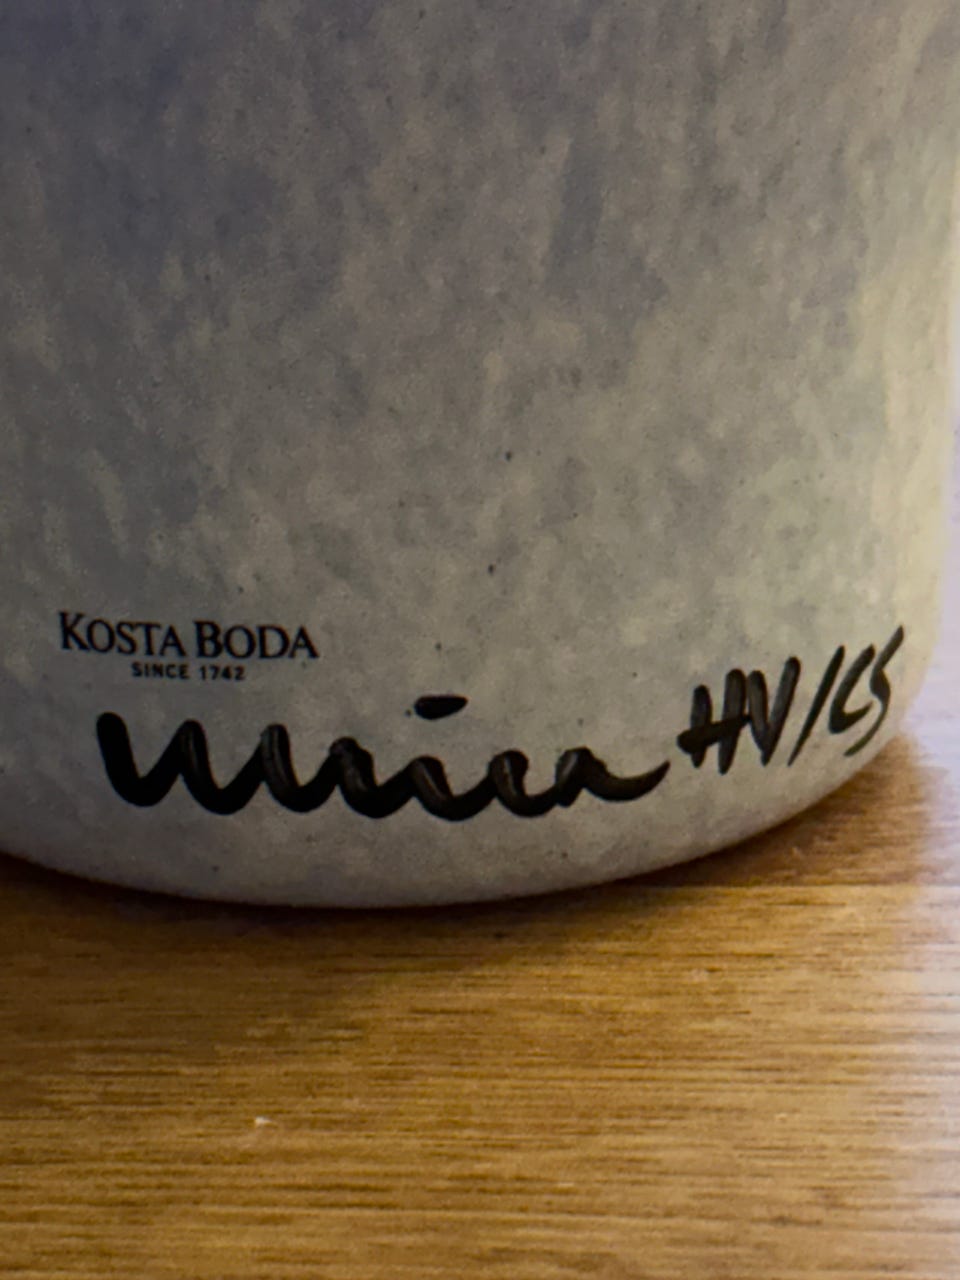 KOSTA BODA
SINCE 1742
Ulrica HV/CS